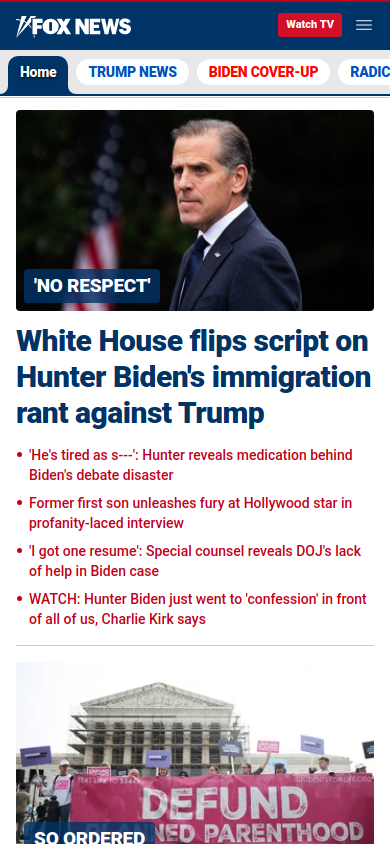 FOX NEWS
Watch TV
Home
TRUMP NEWS
BIDEN COVER-UP
RADIC
'NO RESPECT'
White House flips script on
Hunter Biden's immigration
rant against Trump
'He's tired as s---': Hunter reveals medication behind
Biden's debate disaster
Former first son unleashes fury at Hollywood star in
profanity-laced interview
'I got one resume': Special counsel reveals DOJ's lack
of help in Biden case
WATCH: Hunter Biden just went to 'confession' in front
of all of us, Charlie Kirk says
STUDENTSFORLIFE.ORG
DEFUND
NED PARENTHOOD
SO ORDERED